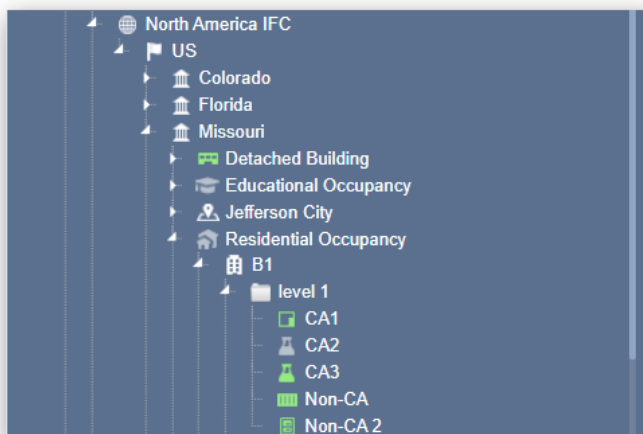 North America IFC
US
Colorado
Florida
Missouri
Detached Building
Educational Occupancy
Jefferson City
Residential Occupancy
B1
level 1
CA1
CA2
CA3
Non-CA
Non-CA 2